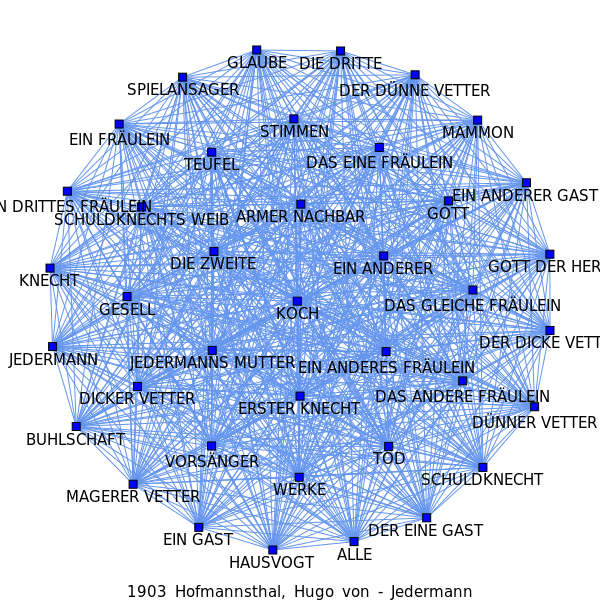 GLAUBE
DIE DRITTE
SPIELANSAGER
DER DÜNNE VETTER
EIN FRÄULEIN
STIMMEN
MAMMON
TEUFEL
DAS EINE FRÄULEIN
EIN ANDERER GAST
N DRITTES FRÄULEIN
SCHULDKNECHTS WEIB
ARMER NACHBAR
GOTT
DIE ZWEITE
EIN ANDERER
GOTT DER HER
KNECHT
GESELL
KOCH
DAS GLEICHE FRÄULEIN
DER DICKE VETT
JEDERMANN
JEDERMANNS MUTTER
EIN ANDERES FRÄULEIN
DICKER VETTER
ERSTER KNECHT
DAS ANDERE FRÄULEIN
DÜNNER VETTER
BUHLSCHAFT
VORSÄNGER
TOD
SCHULDKNECHT
MAGERER VETTER
WERKE
EIN GAST
DER EINE GAST
HAUSVOGT
ALLE
1903 Hofmannsthal, Hugo von - Jedermann